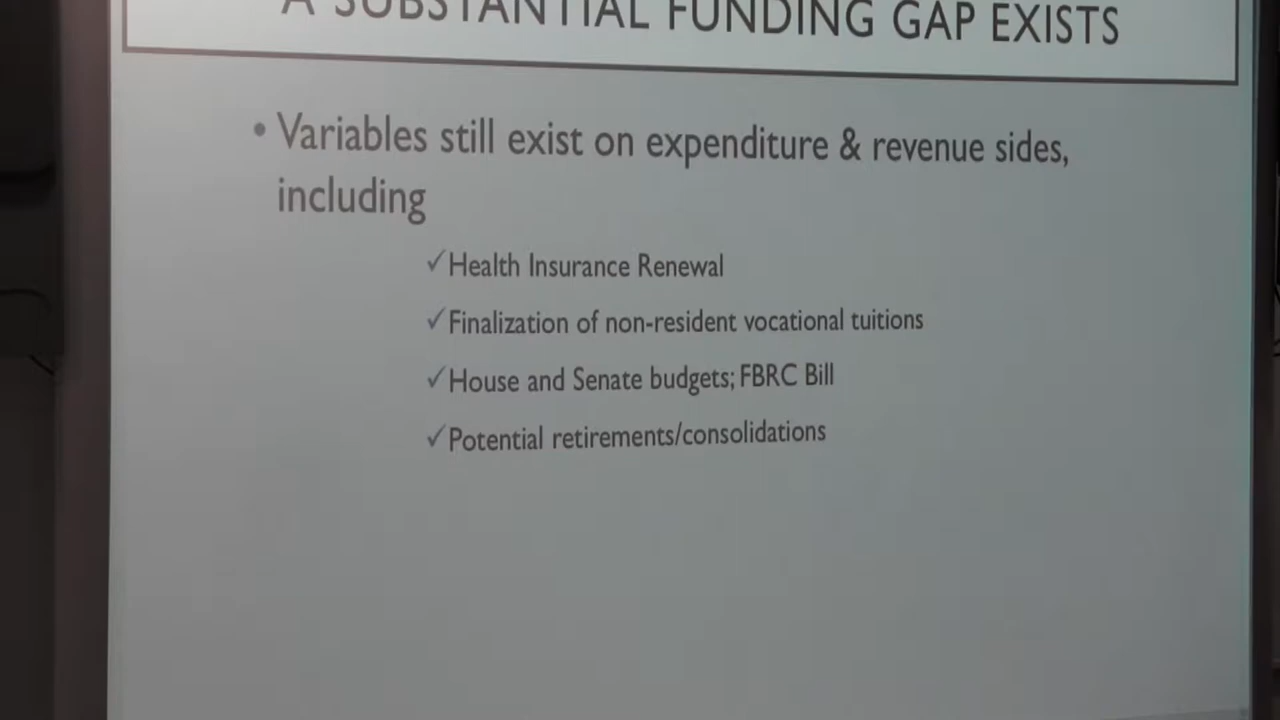 A SUBSTANTIAL FUNDING GAP EXISTS
• Variables still exist on expenditure & revenue sides,
including
✓Health Insurance Renewal
✓Finalization of non-resident vocational tuitions
✓House and Senate budgets; FBRC Bill
✓Potential retirements/consolidations